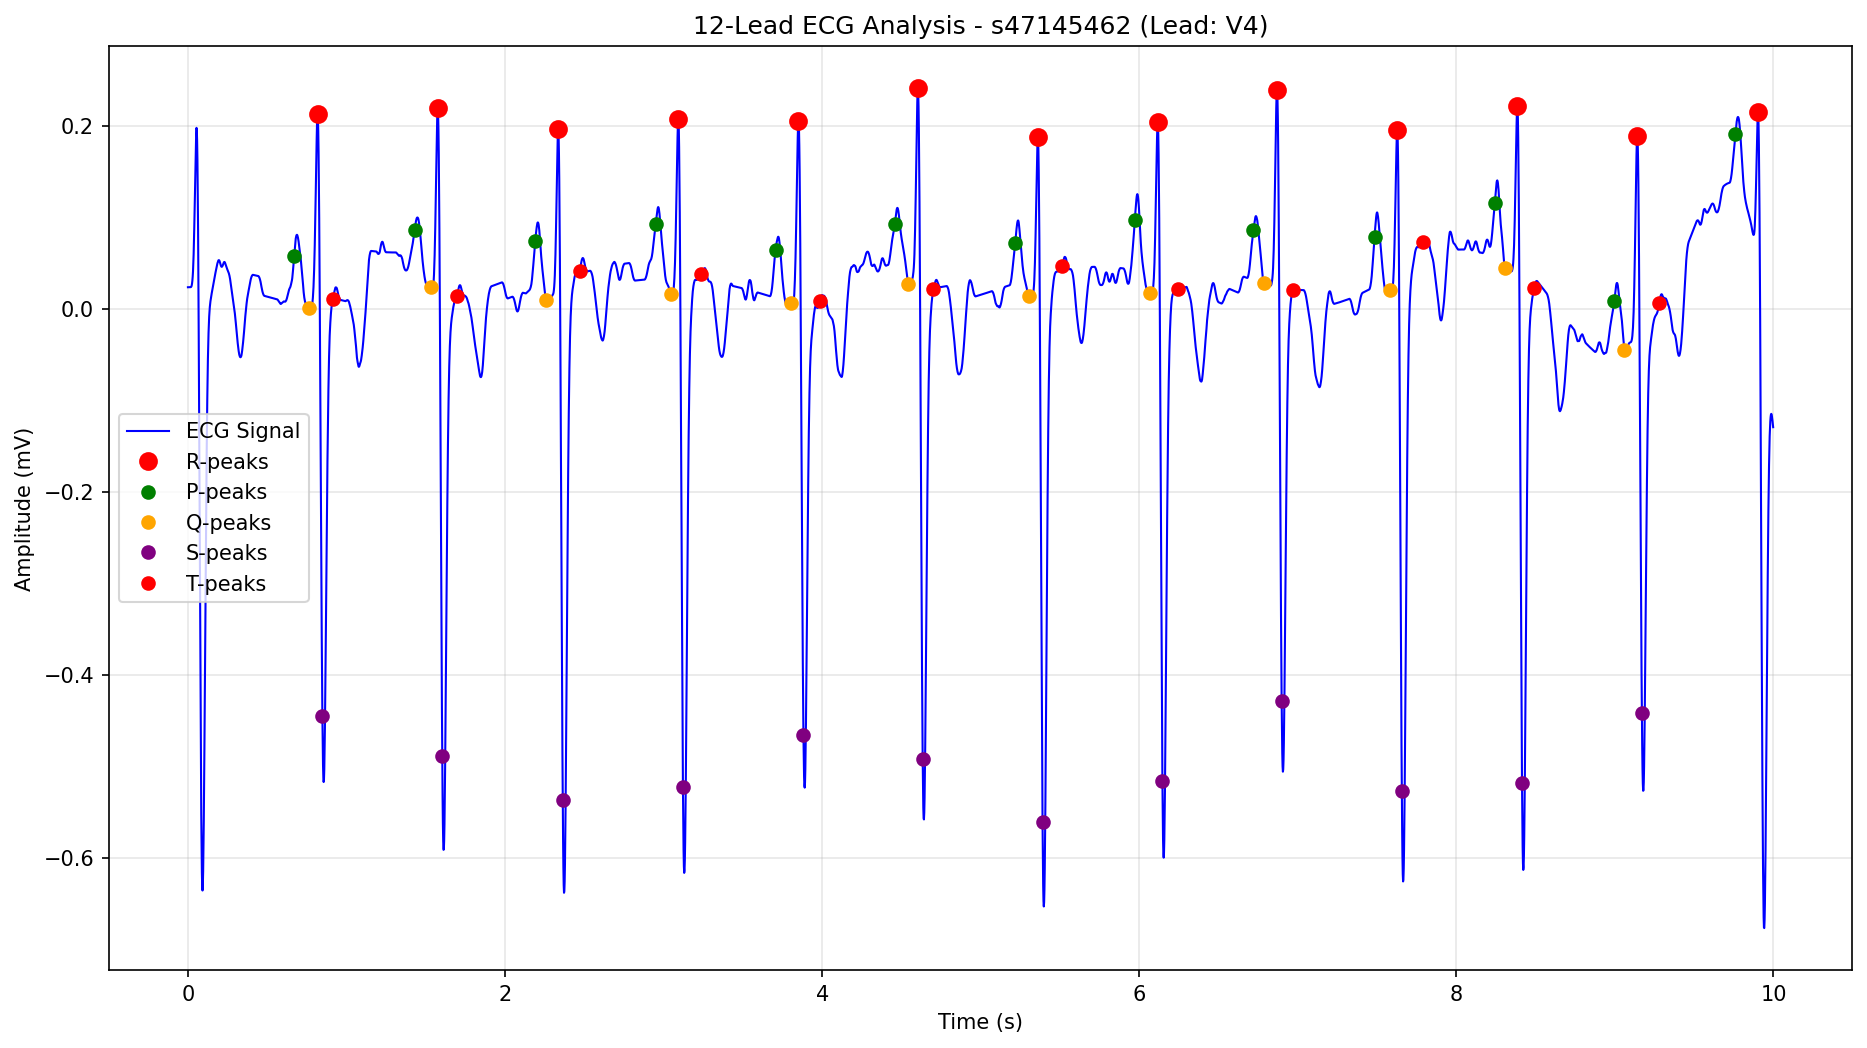 12-Lead ECG Analysis - s47145462 (Lead: V4)
Amplitude (mV)
0.2
0.0
−0.2
−0.4
−0.6
ECG Signal
R-peaks
P-peaks
Q-peaks
S-peaks
T-peaks
0 2 4 6 8 10
Time (s)